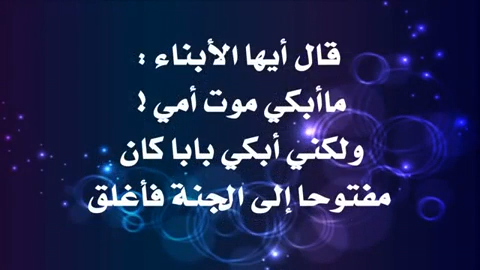 قال أيها الأبناء :
ماأبكي موت أمي !
ولكني أبكي بابا كان
مفتوحا إلى الجنة فأغلق